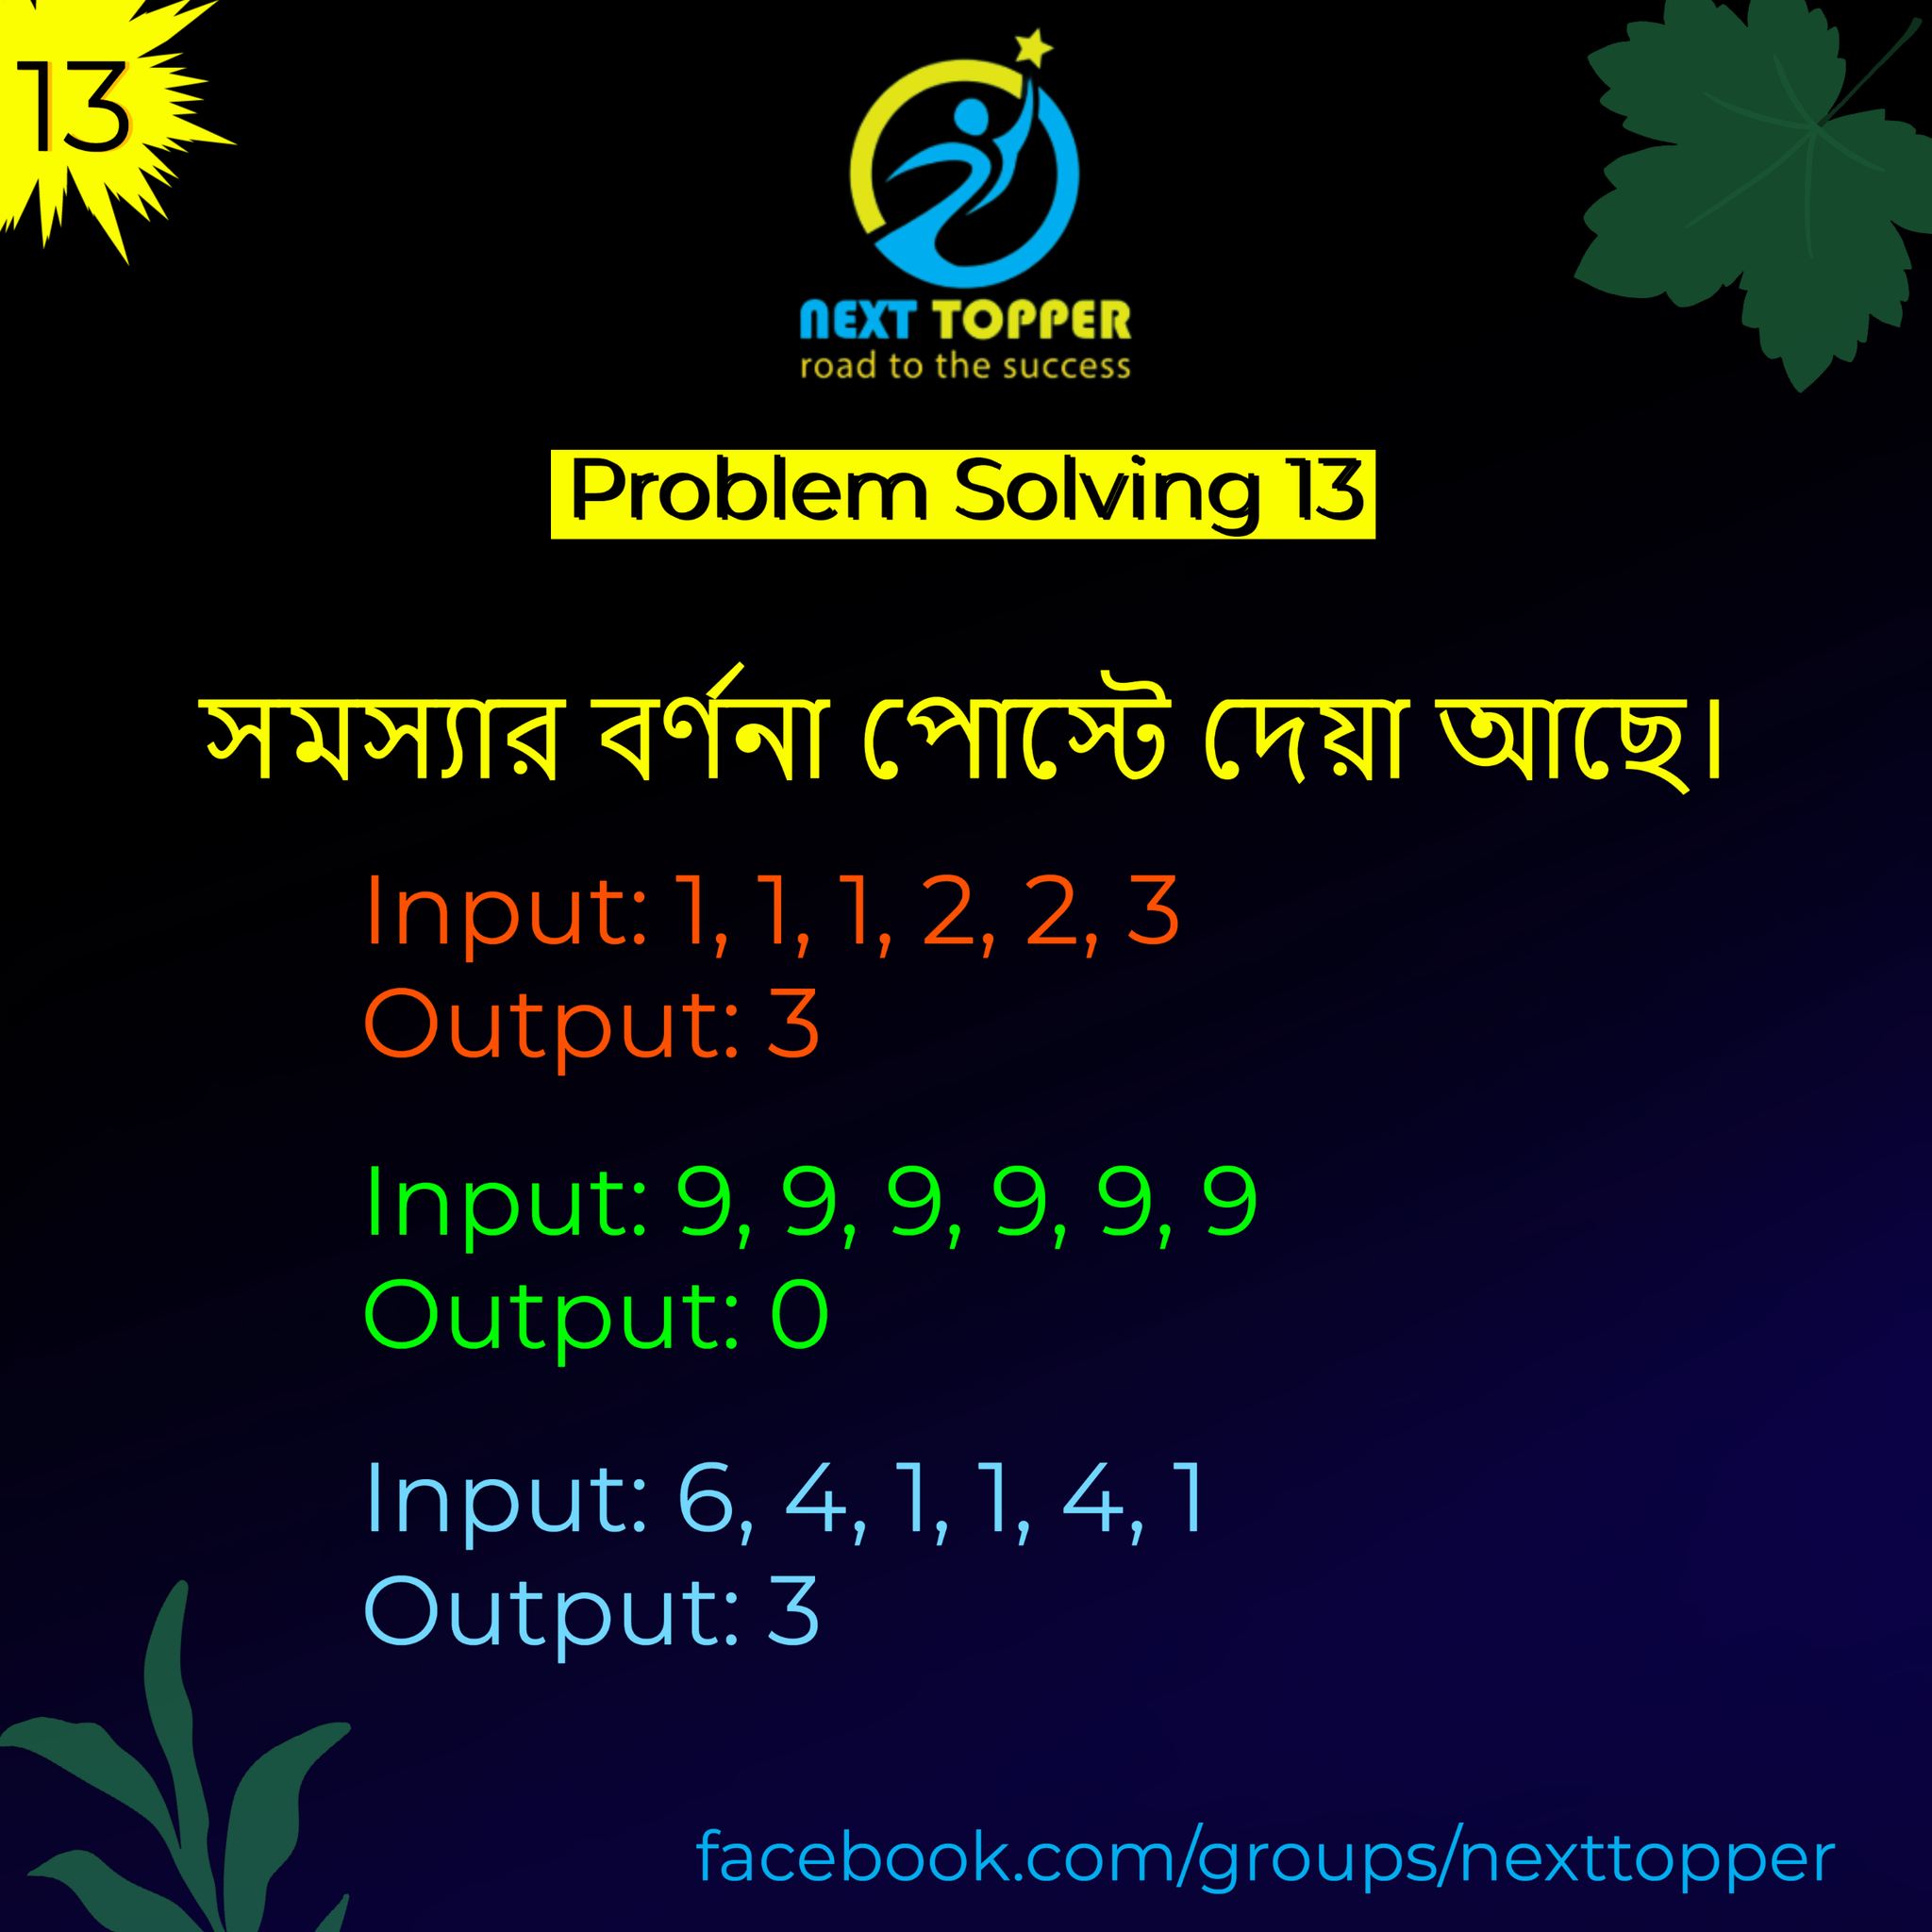 13
NEXT TOPPER
road to the success
Problem Solving 13
সমস্যার বর্ণনা পোস্টে দেয়া আছে।
Input: 1, 1, 1, 2, 2, 3
Output: 3
Input: 9, 9, 9, 9, 9, 9
Output: 0
Input: 6, 4, 1, 1, 4, 1
Output: 3
facebook.com/groups/nexttopper